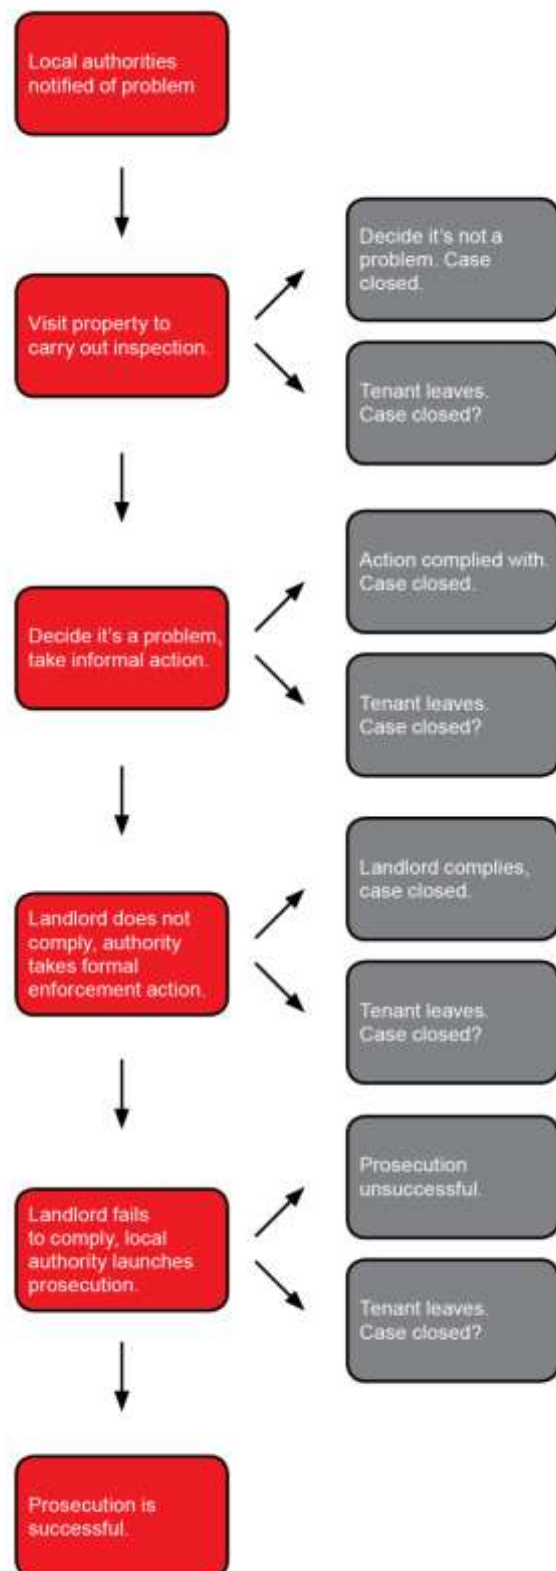 Local authorities
notified of problem
Visit property to
carry out inspection.
Decide it's not a
problem. Case
closed.
Tenant leaves.
Case closed?
Decide it's a problem,
take informal action.
Action complied with.
Case closed.
Tenant leaves.
Case closed?
Landlord does not
comply, authority
takes formal
enforcement action.
Landlord complies,
case closed.
Tenant leaves.
Case closed?
Landlord fails
to comply, local
authority launches
prosecution.
Prosecution
unsuccessful.
Tenant leaves.
Case closed?
Prosecution is
successful.